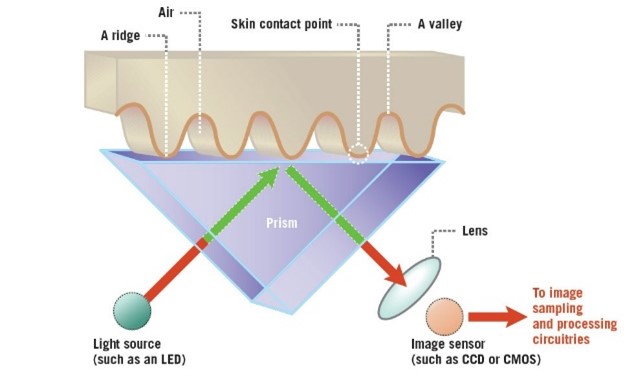 Air
A ridge
Skin contact point
A valley
Prism
Lens
Light source
(such as an LED)
Image sensor
(such as CCD or CMOS)
To image
sampling
and processing
circuitries